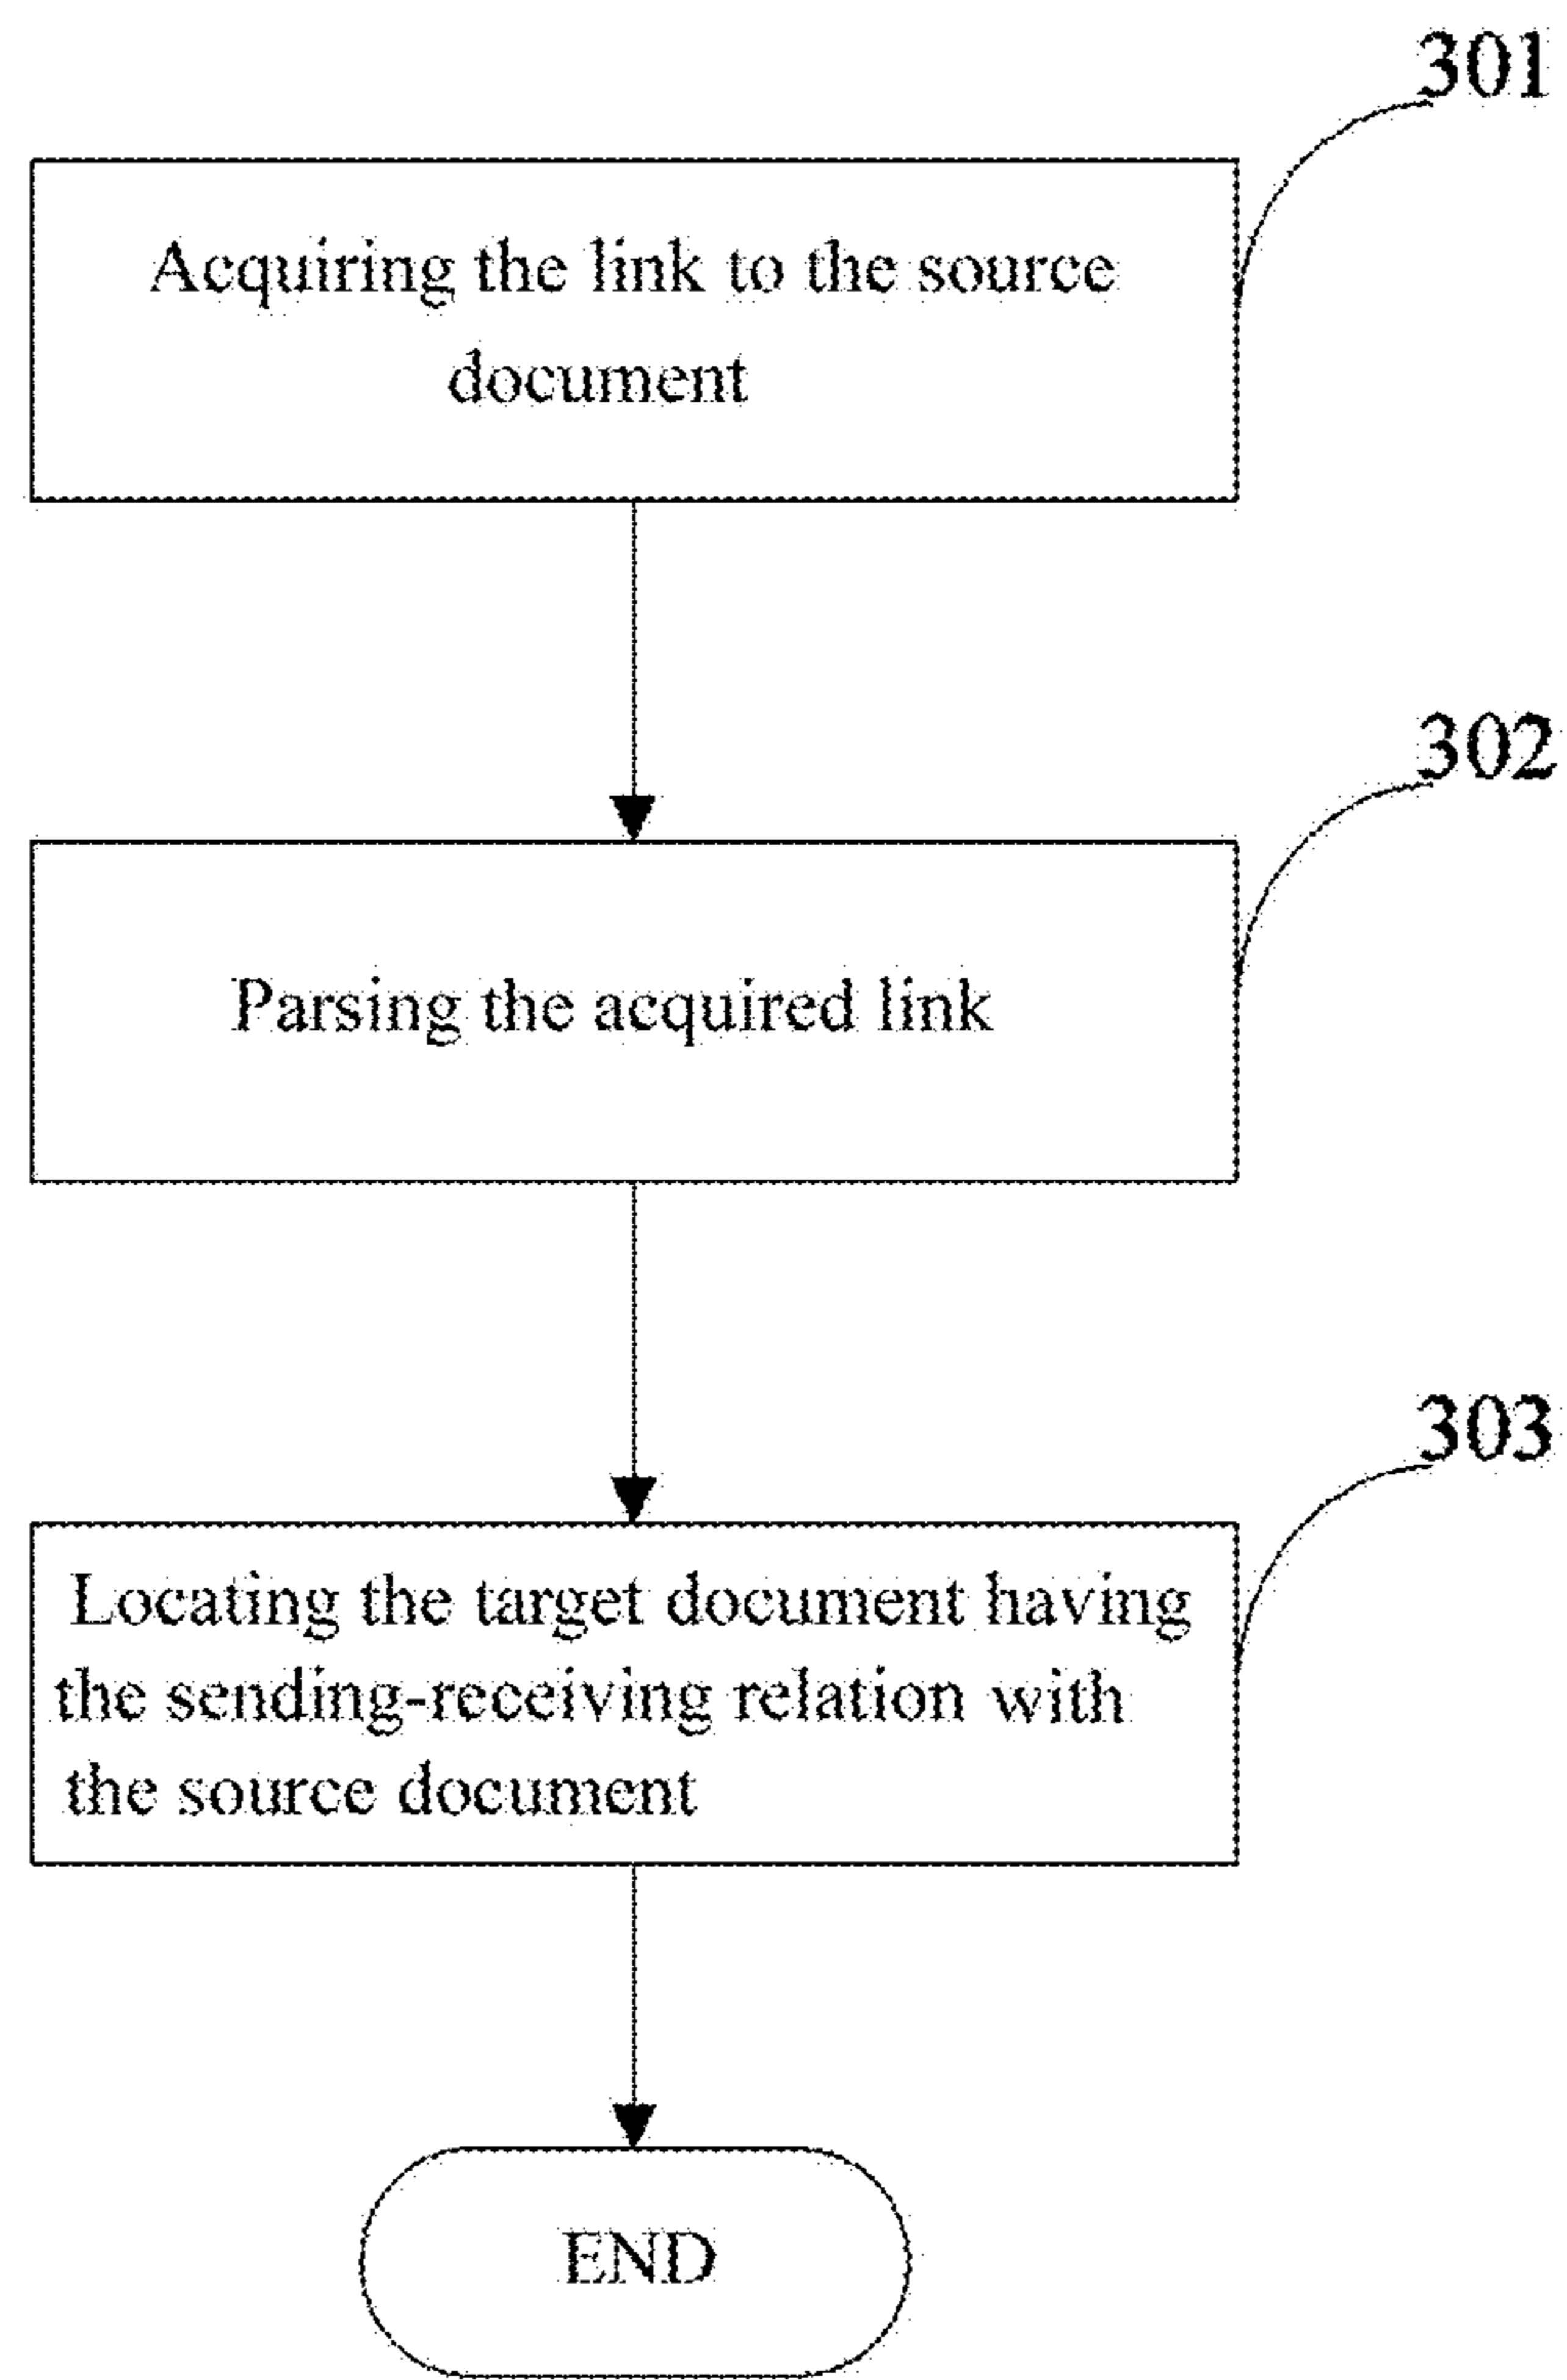 301
Acquiring the link to the source
document
302
Parsing the acquired link
303
Locating the target document having
the sending-receiving relation with
the source document
END